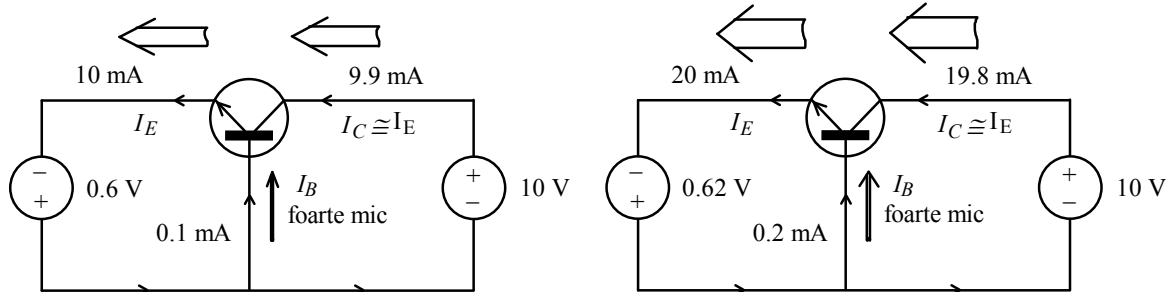 10 mA
9.9 mA
I_E
I_C ≅ I_E
−
+
0.6 V
I_B
foarte mic
0.1 mA
+
−
10 V
20 mA
19.8 mA
I_E
I_C ≅ I_E
−
+
0.62 V
I_B
foarte mic
0.2 mA
+
−
10 V